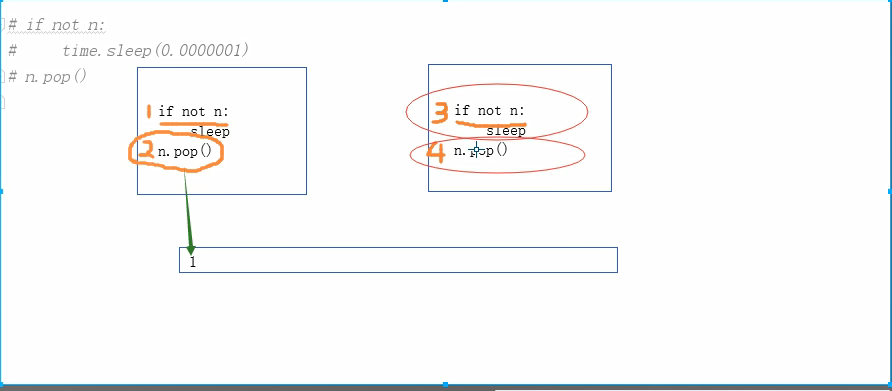 # if not n:
#     time.sleep(0.0000001)
# n.pop()
1 if not n:
sleep
2 n.pop()
3 if not n:
sleep
4 n.pop()
1